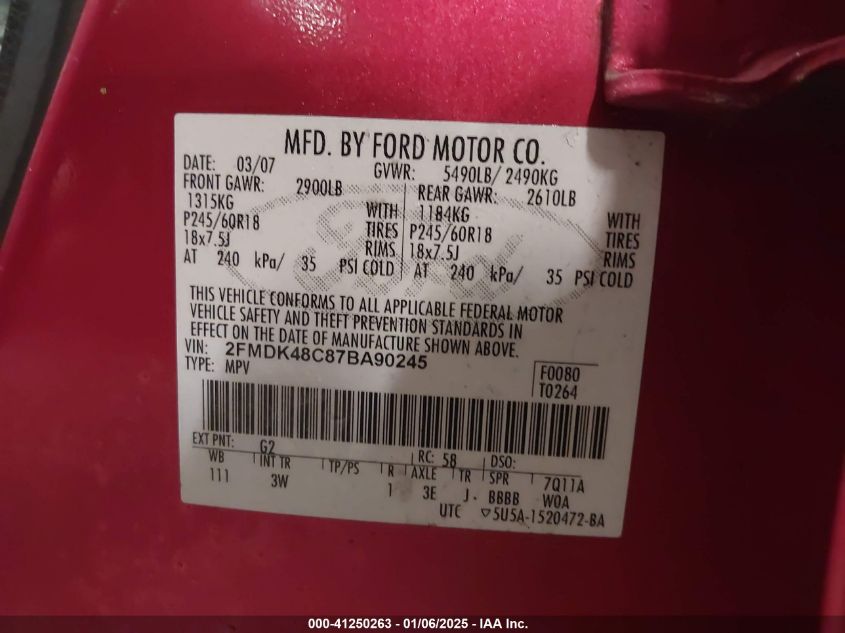 MFD. BY FORD MOTOR CO.
DATE: 03/07 GVWR: 5490LB/ 2490KG
FRONT GAWR: 2900LB REAR GAWR: 2610LB
1315KG WITH 1184KG WITH
P245/60R18 TIRES P245/60R18 TIRES
18x7.5J RIMS 18x7.5J RIMS
AT 240 kPa/ 35 PSI COLD AT 240 kPa/ 35 PSI COLD
THIS VEHICLE CONFORMS TO ALL APPLICABLE FEDERAL MOTOR
VEHICLE SAFETY AND THEFT PREVENTION STANDARDS IN
EFFECT ON THE DATE OF MANUFACTURE SHOWN ABOVE.
VIN: 2FMDK48C87BA90245
TYPE: MPV
F0080
T0264
EXT PNT: G2 RC: 58 DSO:
WB INT TR TP/PS R AXLE TR SPR 7Q11A
111 3W 1 3E J. BBBB W0A
UTC ▽5U5A-1520472-BA
000-41250263 - 01/06/2025 - IAA Inc.